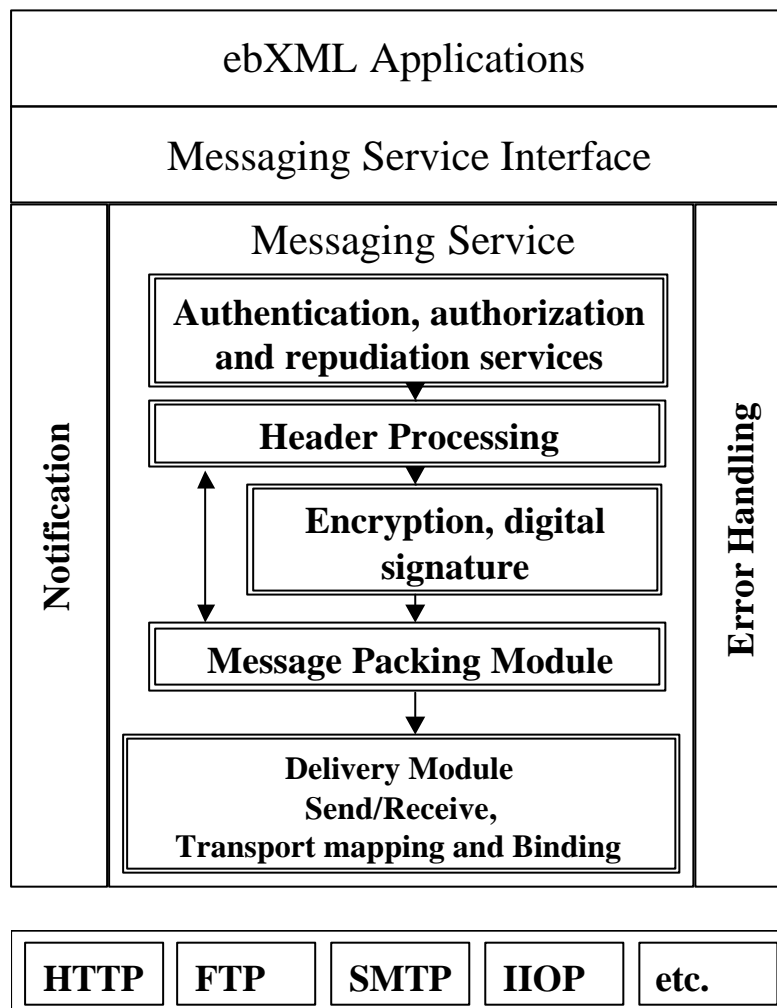 ebXML Applications
Messaging Service Interface
Notification
Messaging Service
Authentication, authorization
and repudiation services
Header Processing
Encryption, digital
signature
Message Packing Module
Delivery Module
Send/Receive,
Transport mapping and Binding
Error Handling
HTTP
FTP
SMTP
IIOP
etc.